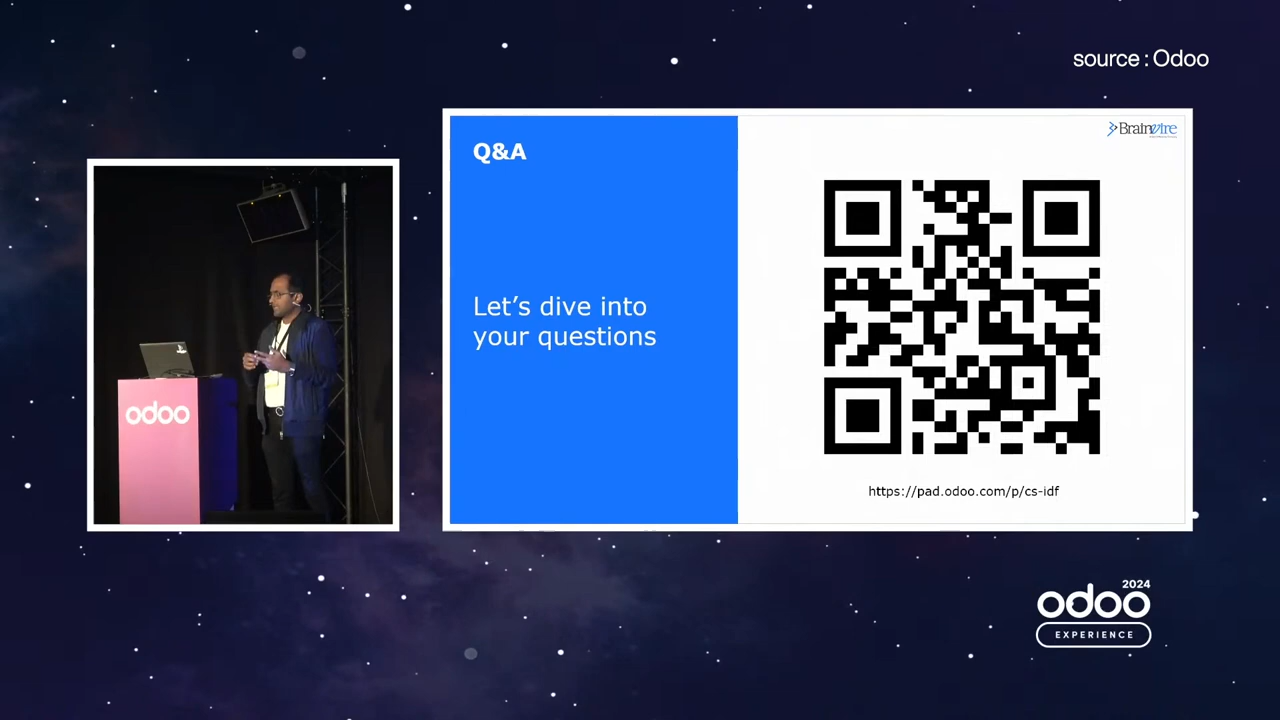 source : Odoo
Brainvire
Q&A
Let's dive into
your questions
https://pad.odoo.com/p/cs-idf
odoo
2024
odoo
EXPERIENCE